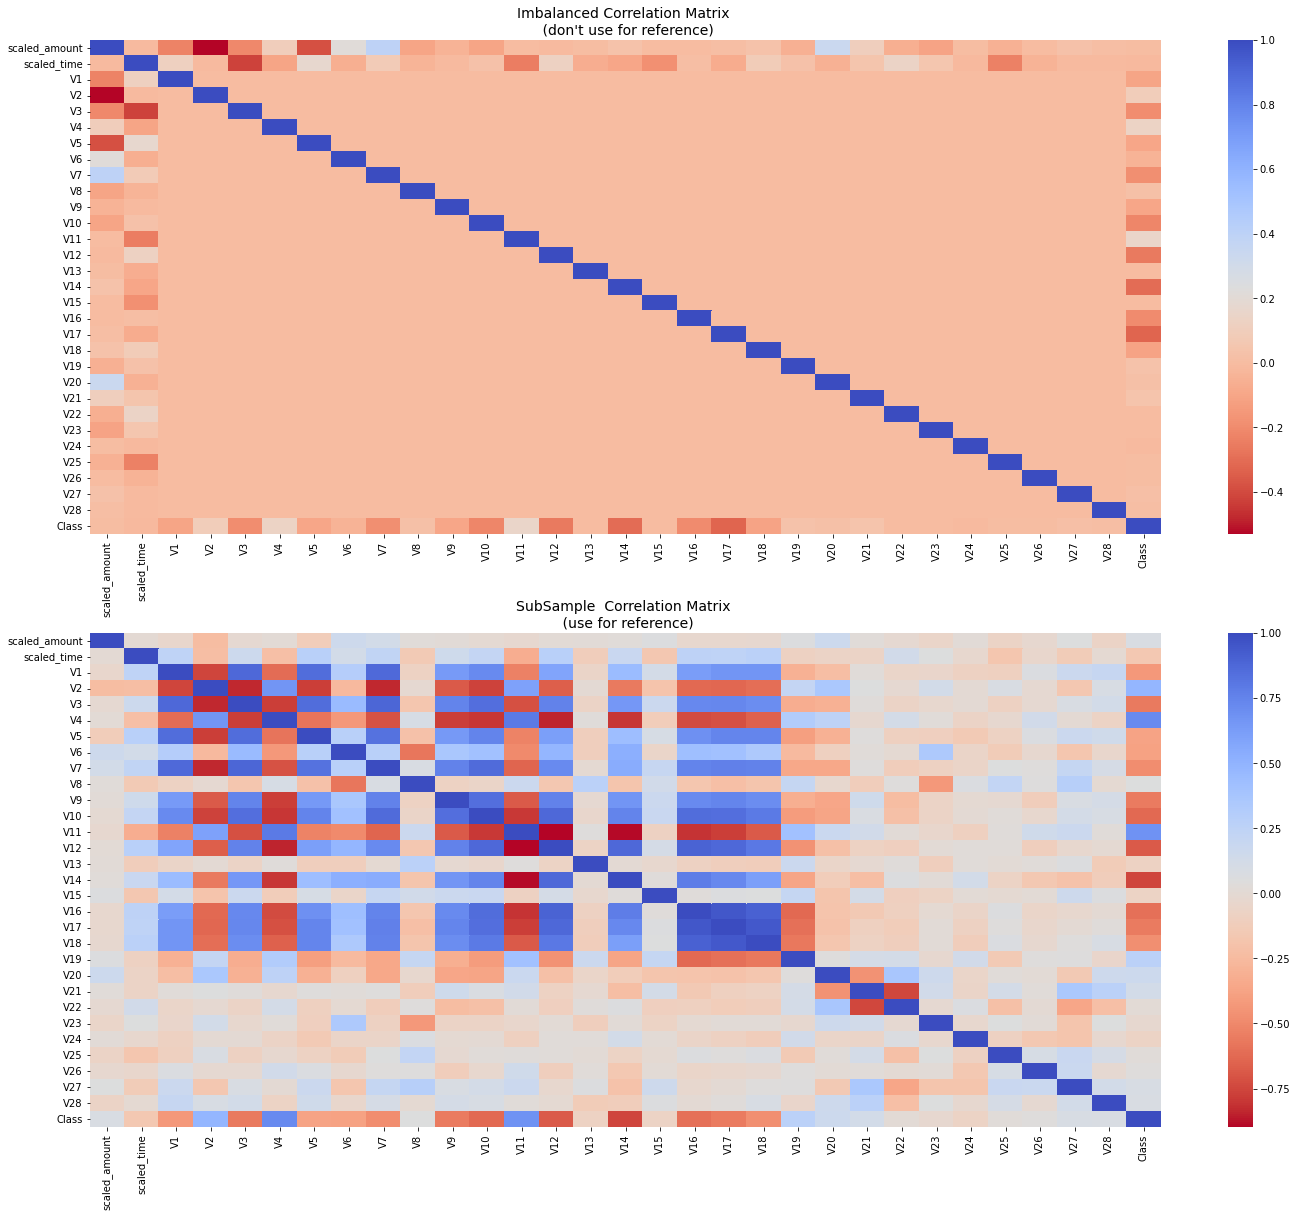 Imbalanced Correlation Matrix
(don't use for reference)
scaled_amount
scaled_time
V1
V2
V3
V4
V5
V6
V7
V8
V9
V10
V11
V12
V13
V14
V15
V16
V17
V18
V19
V20
V21
V22
V23
V24
V25
V26
V27
V28
Class
scaled_amount
scaled_time
V1
V2
V3
V4
V5
V6
V7
V8
V9
V10
V11
V12
V13
V14
V15
V16
V17
V18
V19
V20
V21
V22
V23
V24
V25
V26
V27
V28
Class
1.0
0.8
0.6
0.4
0.2
0.0
−0.2
−0.4
SubSample  Correlation Matrix
(use for reference)
scaled_amount
scaled_time
V1
V2
V3
V4
V5
V6
V7
V8
V9
V10
V11
V12
V13
V14
V15
V16
V17
V18
V19
V20
V21
V22
V23
V24
V25
V26
V27
V28
Class
scaled_amount
scaled_time
V1
V2
V3
V4
V5
V6
V7
V8
V9
V10
V11
V12
V13
V14
V15
V16
V17
V18
V19
V20
V21
V22
V23
V24
V25
V26
V27
V28
Class
1.00
0.75
0.50
0.25
0.00
−0.25
−0.50
−0.75